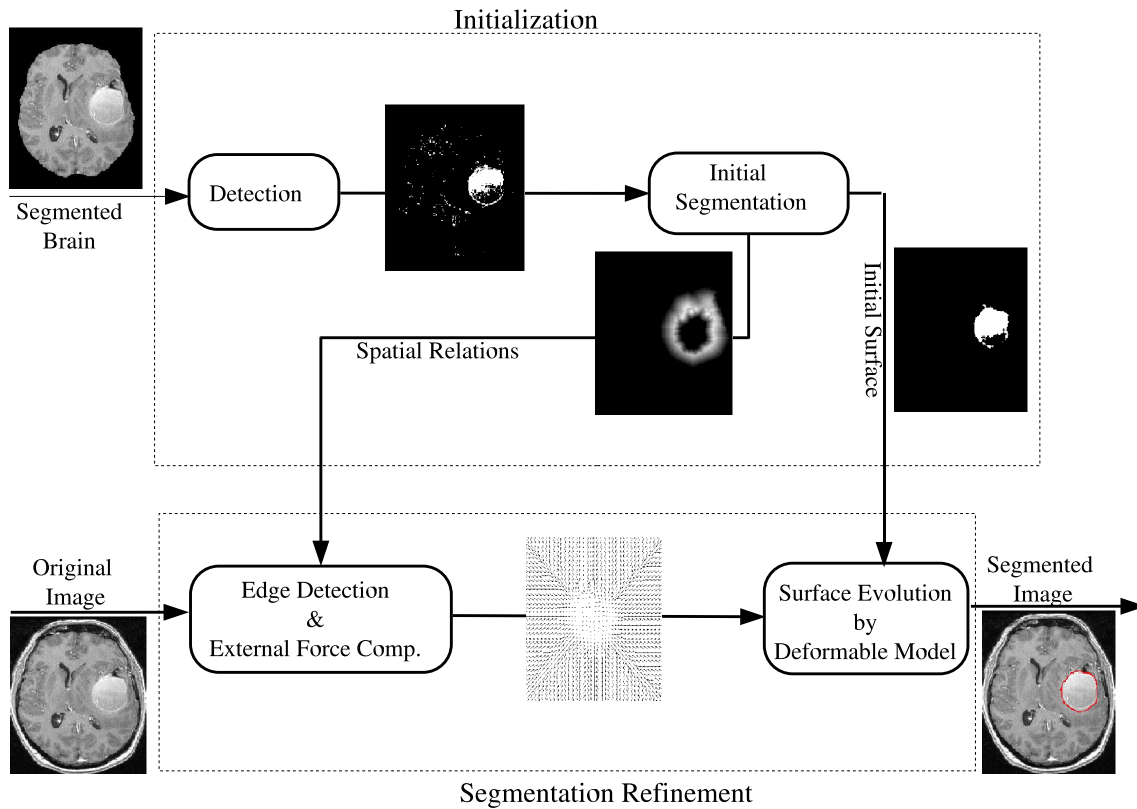 Initialization
Segmented
Brain
Detection
Initial
Segmentation
Spatial Relations
Initial Surface
Original
Image
Edge Detection
&
External Force Comp.
Surface Evolution
by
Deformable Model
Segmented
Image
Segmentation Refinement